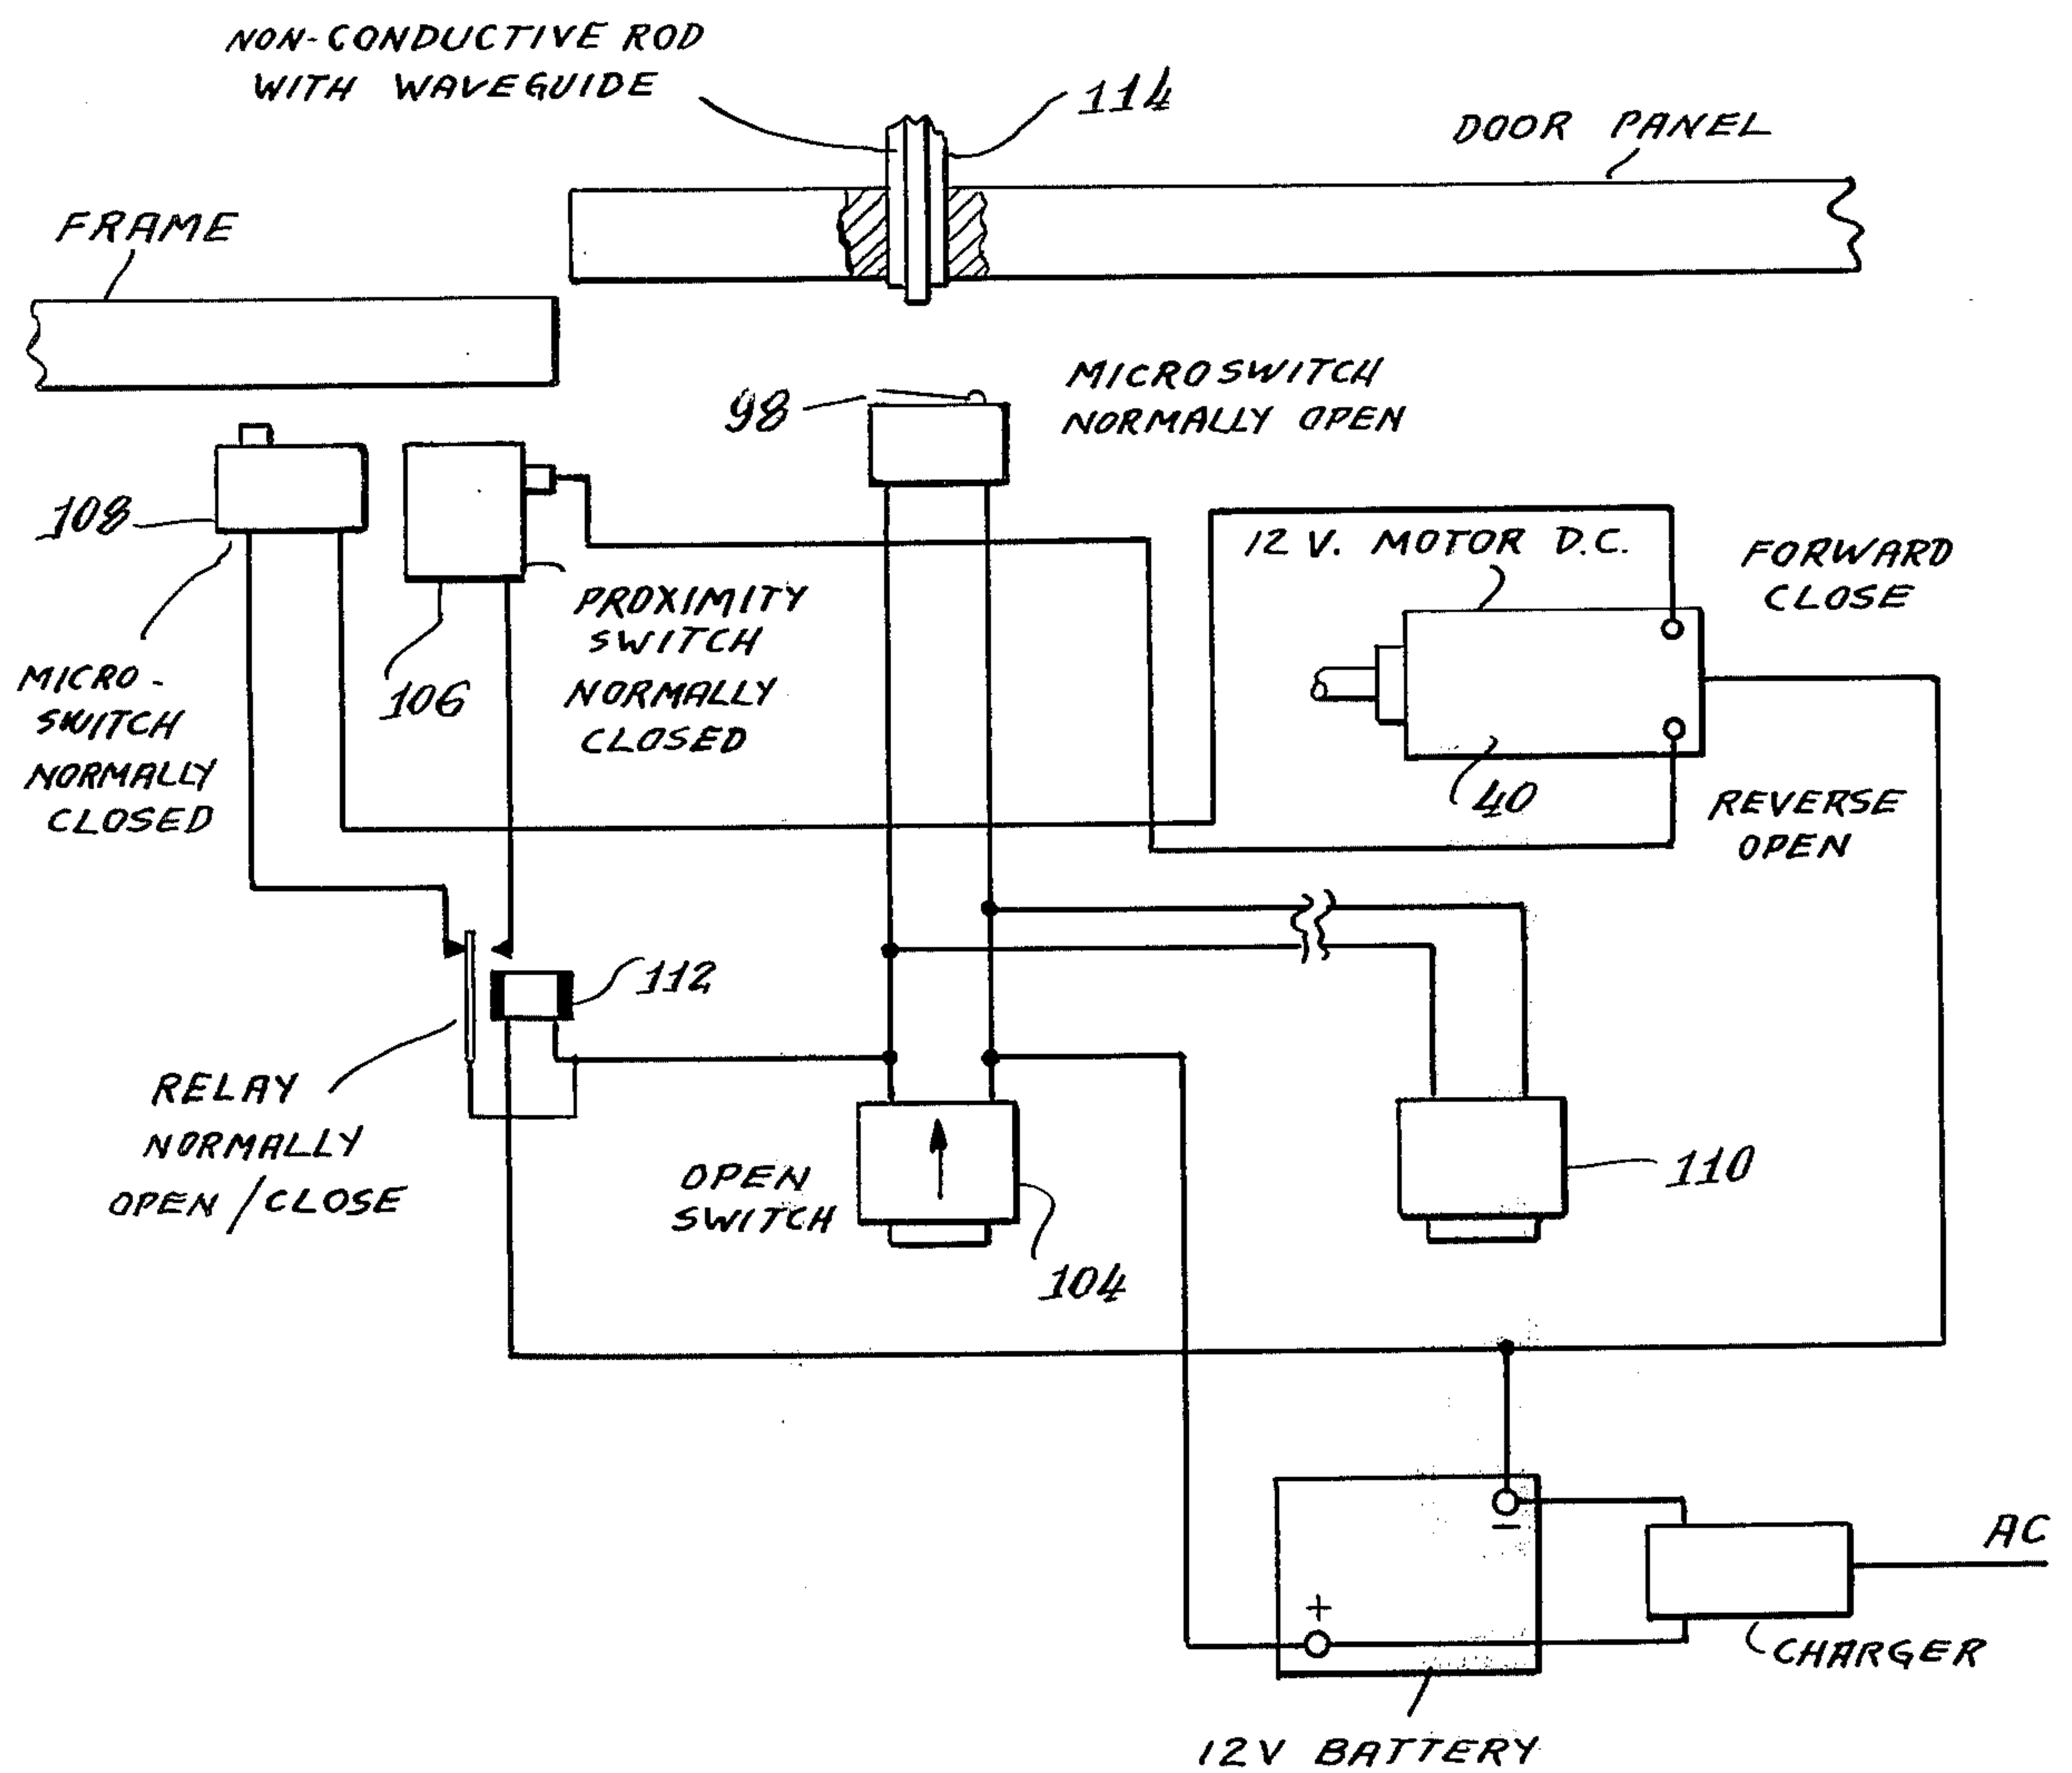 NON-CONDUCTIVE ROD
WITH WAVEGUIDE
114
DOOR PANEL
FRAME
98
MICROSWITCH
NORMALLY OPEN
108
12 V. MOTOR D.C.
FORWARD
CLOSE
PROXIMITY
SWITCH
NORMALLY
CLOSED
106
MICRO-
SWITCH
NORMALLY
CLOSED
40
REVERSE
OPEN
112
RELAY
NORMALLY
OPEN/CLOSE
OPEN
SWITCH
104
110
-
+
AC
CHARGER
12V BATTERY